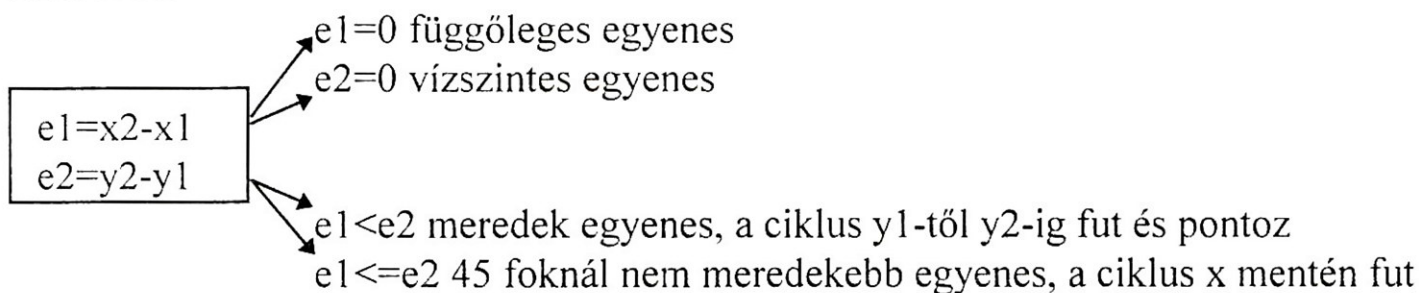 e1=0 függőleges egyenes
e2=0 vízszintes egyenes
e1=x2-x1
e2=y2-y1
e1<e2 meredek egyenes, a ciklus y1-től y2-ig fut és pontoz
e1<=e2 45 foknál nem meredekebb egyenes, a ciklus x mentén fut